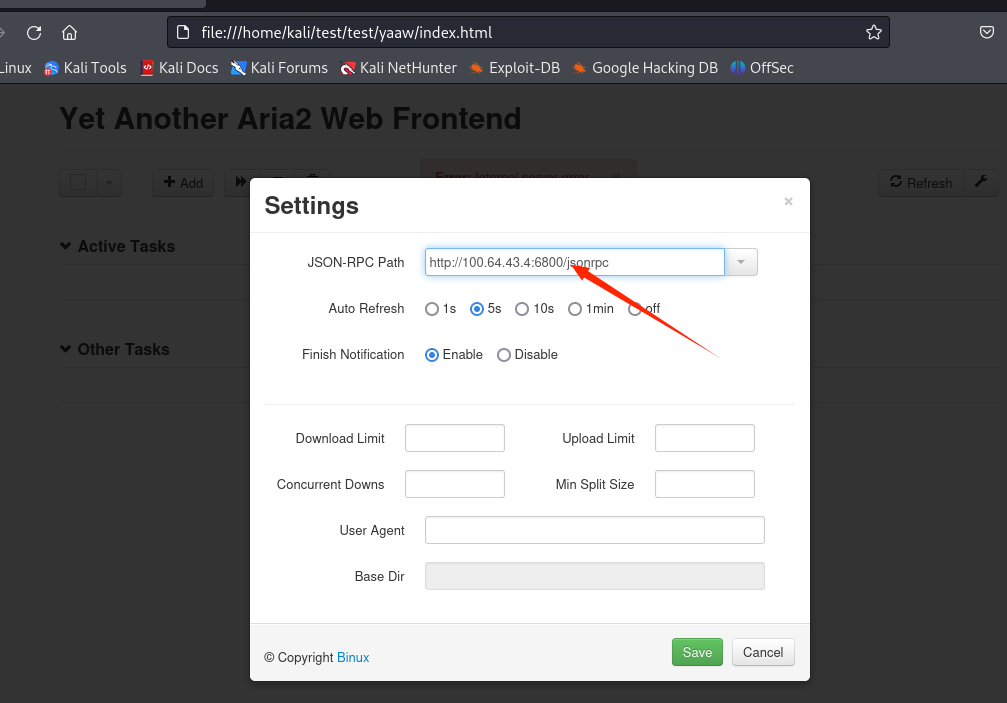 file:///home/kali/test/test/yaaw/index.html
Linux Kali Tools Kali Docs Kali Forums Kali NetHunter Exploit-DB Google Hacking DB OffSec
Yet Another Aria2 Web Frontend
Add
Error: Internal server error
Refresh
Settings
×
Active Tasks
JSON-RPC Path http://100.64.43.4:6800/jsonrpc
Auto Refresh 1s 5s 10s 1min off
Other Tasks
Finish Notification Enable Disable
Download Limit Upload Limit
Concurrent Downs Min Split Size
User Agent
Base Dir
© Copyright Binux
Save Cancel